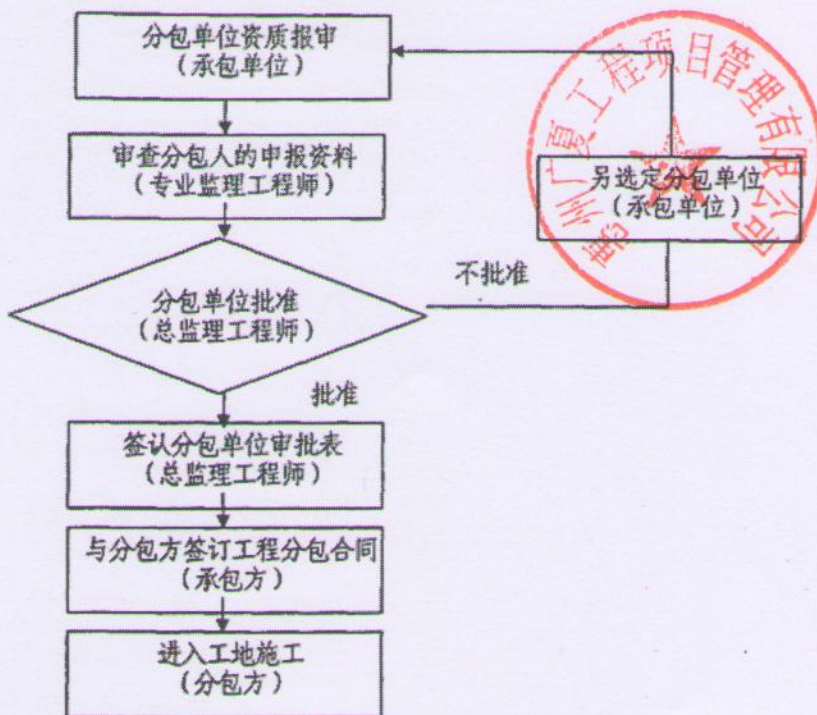 分包单位资质报审
（承包单位）
审查分包人的申报资料
（专业监理工程师）
分包单位批准
（总监理工程师）
不批准
另选定分包单位
（承包单位）
批准
签认分包单位审批表
（总监理工程师）
与分包方签订工程分包合同
（承包方）
进入工地施工
（分包方）
州广夏工程项目管理有限公司